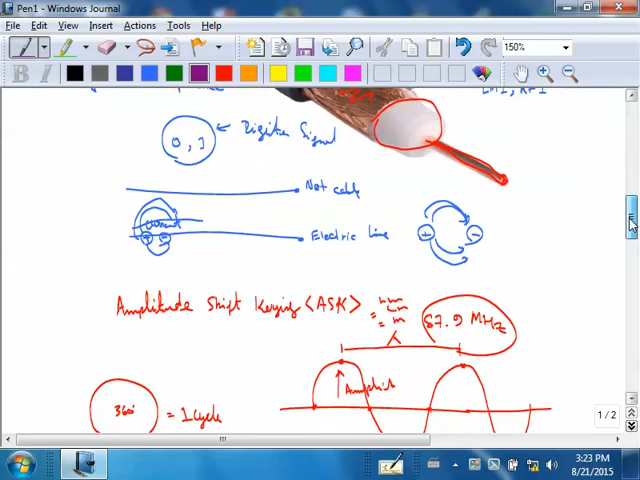 Pen1 - Windows Journal
File Edit View Insert Actions Tools Help
150%
B I
0, 1
Digital Signal
Net cable
current
+ -
Electric Line
+ -
Amplitude Shift Keying <ASK>
87.9 MHz
λ
Amplitude
360° = 1 cycle
1 / 2
3:23 PM
8/21/2015